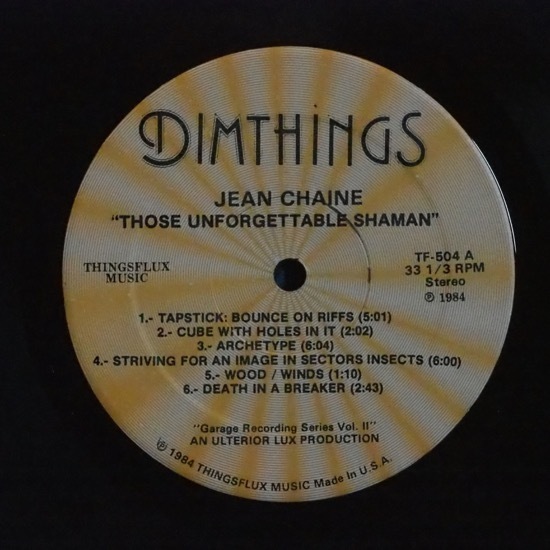 DIMTHINGS
JEAN CHAINE
"THOSE UNFORGETTABLE SHAMAN"
THINGSFLUX
MUSIC
TF-504 A
33 1/3 RPM
Stereo
℗ 1984
1.- TAPSTICK: BOUNCE ON RIFFS (5:01)
2.- CUBE WITH HOLES IN IT (2:02)
3.- ARCHETYPE (6:04)
4.- STRIVING FOR AN IMAGE IN SECTORS INSECTS (6:00)
5.- WOOD / WINDS (1:10)
6.- DEATH IN A BREAKER (2:43)
"Garage Recording Series Vol. II"
AN ULTERIOR LUX PRODUCTION
℗ 1984 THINGSFLUX MUSIC Made In U.S.A.